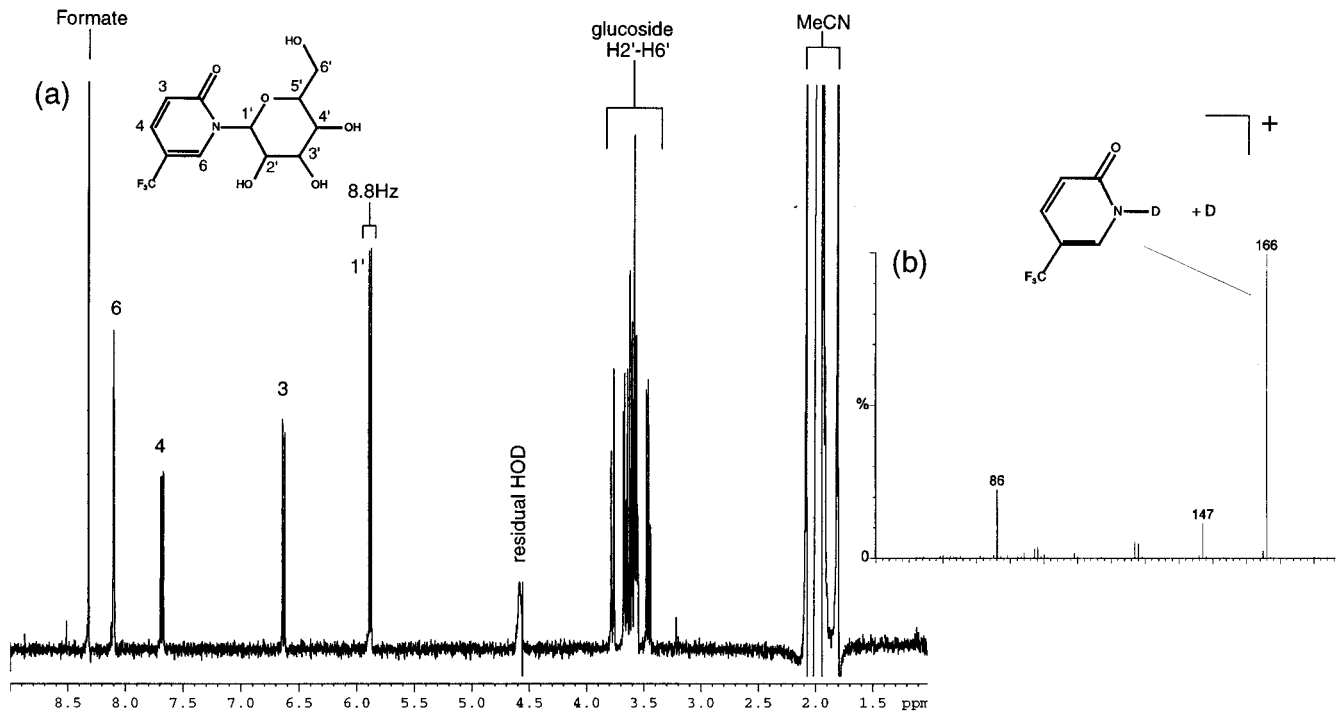 Formate
(a)
HO
6'
O
3
5'
O
1'
4'
4
N
OH
6
2'
3'
F₃C
HO
OH
8.8Hz
1'
6
4
3
residual HOD
glucoside
H2'-H6'
MeCN
+
O
N D + D
F₃C
(b)
166
%
86
147
0
8.5 8.0 7.5 7.0 6.5 6.0 5.5 5.0 4.5 4.0 3.5 3.0 2.5 2.0 1.5 ppm